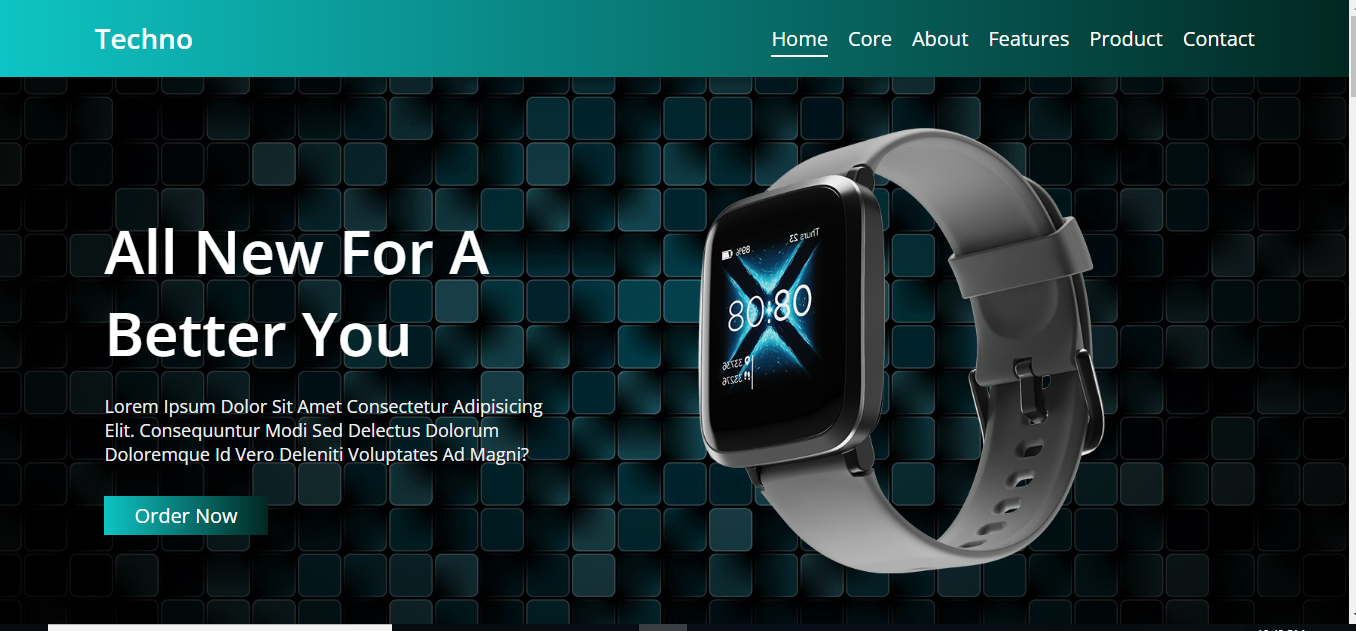 Techno
Home Core About Features Product Contact
All New For A
Better You
Lorem Ipsum Dolor Sit Amet Consectetur Adipisicing
Elit. Consequuntur Modi Sed Delectus Dolorum
Doloremque Id Vero Deleniti Voluptates Ad Magni?
Order Now
89% Thurs 23
08:08
33736
33276